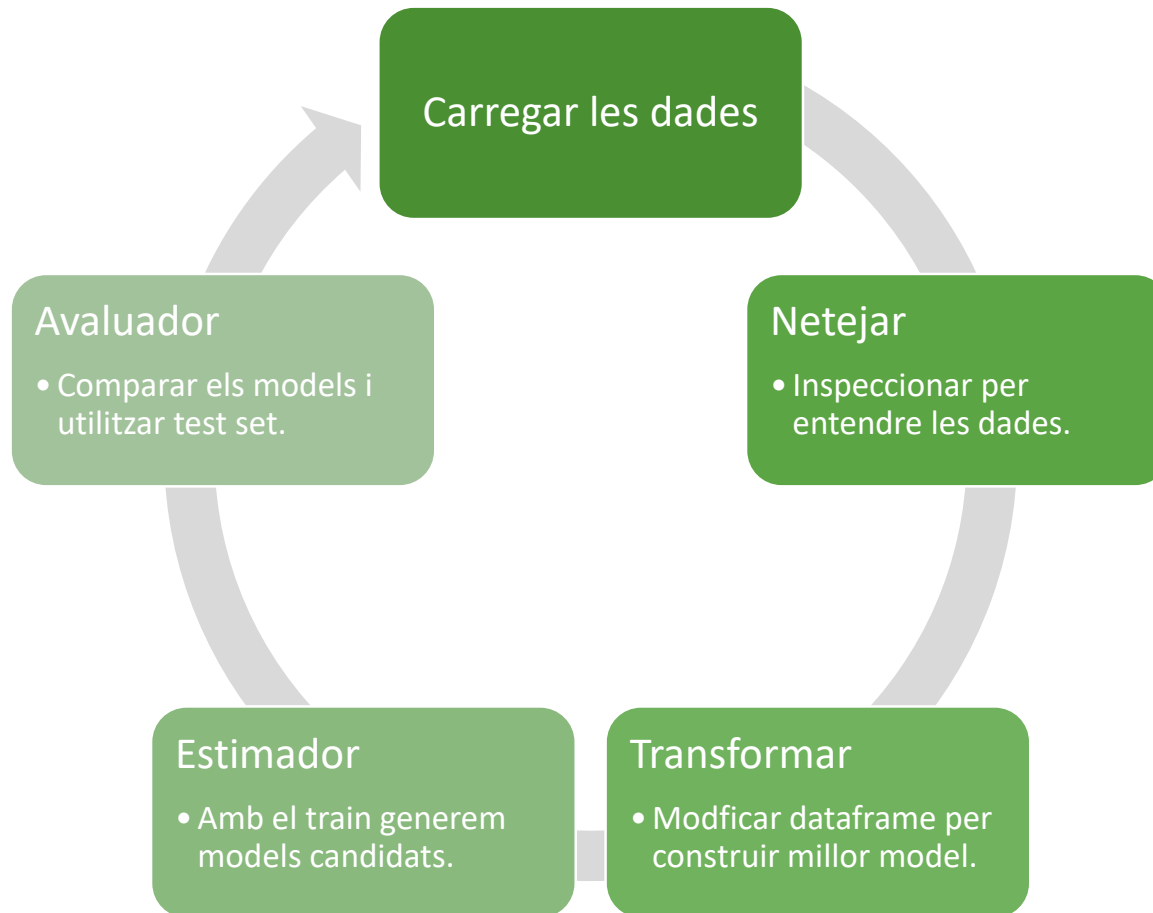 Carregar les dades
Netejar
• Inspeccionar per
entendre les dades.
Transformar
• Modficar dataframe per
construir millor model.
Estimador
• Amb el train generem
models candidats.
Avaluador
• Comparar els models i
utilitzar test set.